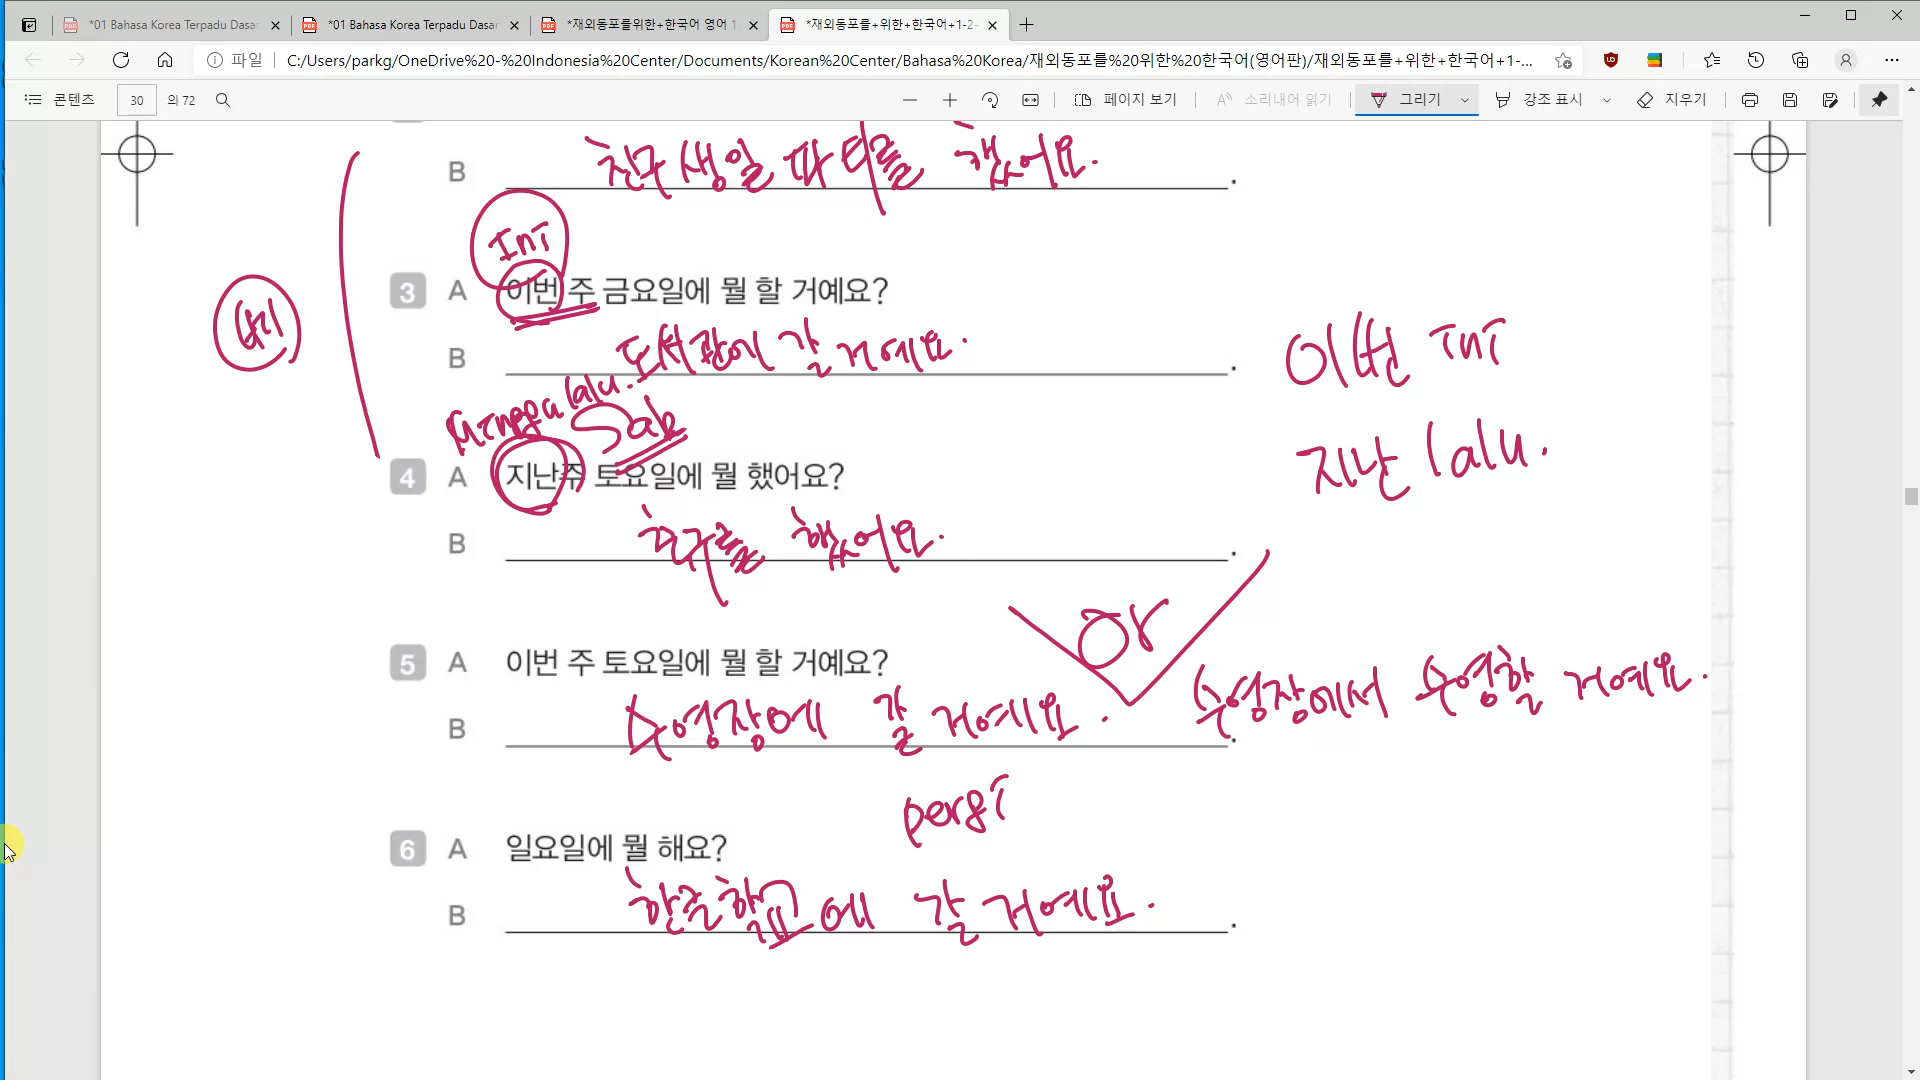 *01 Bahasa Korea Terpadu Dasar
*01 Bahasa Korea Terpadu Dasar
*재외동포를위한+한국어 영어 1
*재외동포를+위한+한국어+1-2-
파일
C:/Users/parkg/OneDrive%20-%20Indonesia%20Center/Documents/Korean%20Center/Bahasa%20Korea/재외동포를%20위한%20한국어(영어판)/재외동포를+위한+한국어+1-...
콘텐츠
30
의 72
페이지 보기
소리내어 읽기
그리기
강조 표시
지우기
B 친구 생일 파티를 했어요.
InI
3 A 이번 주 금요일에 뭘 할 거예요?
B 도서관에 갈 거예요.
이번 InI
Minggu lalu. Sab
지난 lalu.
4 A 지난주 토요일에 뭘 했어요?
B 축구를 했어요.
or
5 A 이번 주 토요일에 뭘 할 거예요?
B 수영장에 갈 거예요. 수영장에서 수영할 거예요.
pergi
6 A 일요일에 뭘 해요?
B 한글학교에 갈 거예요.